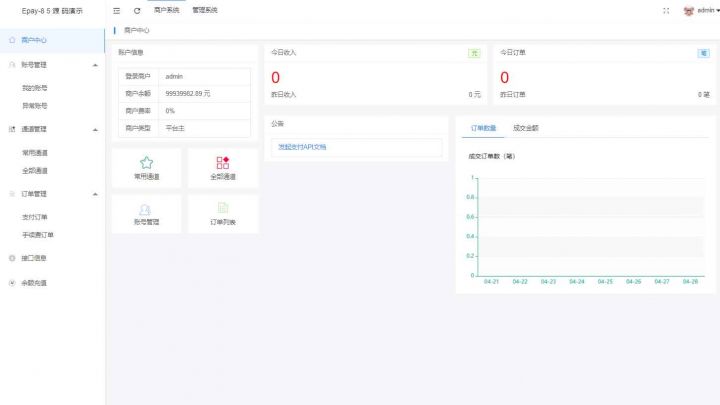 Epay-8 5 源 码演示
商户系统
管理系统
admin
商户中心
账号管理
我的账号
异常账号
通道管理
常用通道
全部通道
订单管理
支付订单
手续费订单
接口信息
余额充值
商户中心
账户信息
登录商户 admin
商户余额 99939982.89 元
商户费率 0%
商户类型 平台主
常用通道
全部通道
账号管理
订单列表
今日收入 元
0
昨日收入 0 元
今日订单 笔
0
昨日订单 0 笔
公告
发起支付API文档
订单数量 成交金额
成交订单数（笔）
1
0.8
0.6
0.4
0.2
0
04-21 04-22 04-23 04-24 04-25 04-26 04-27 04-28